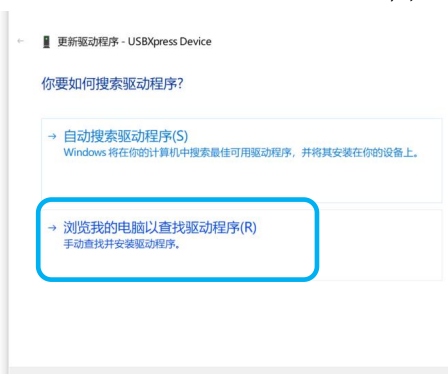 更新驱动程序 - USBXpress Device
你要如何搜索驱动程序?
→ 自动搜索驱动程序(S)
Windows 将在你的计算机中搜索最佳可用驱动程序，并将其安装在你的设备上。
→ 浏览我的电脑以查找驱动程序(R)
手动查找并安装驱动程序。